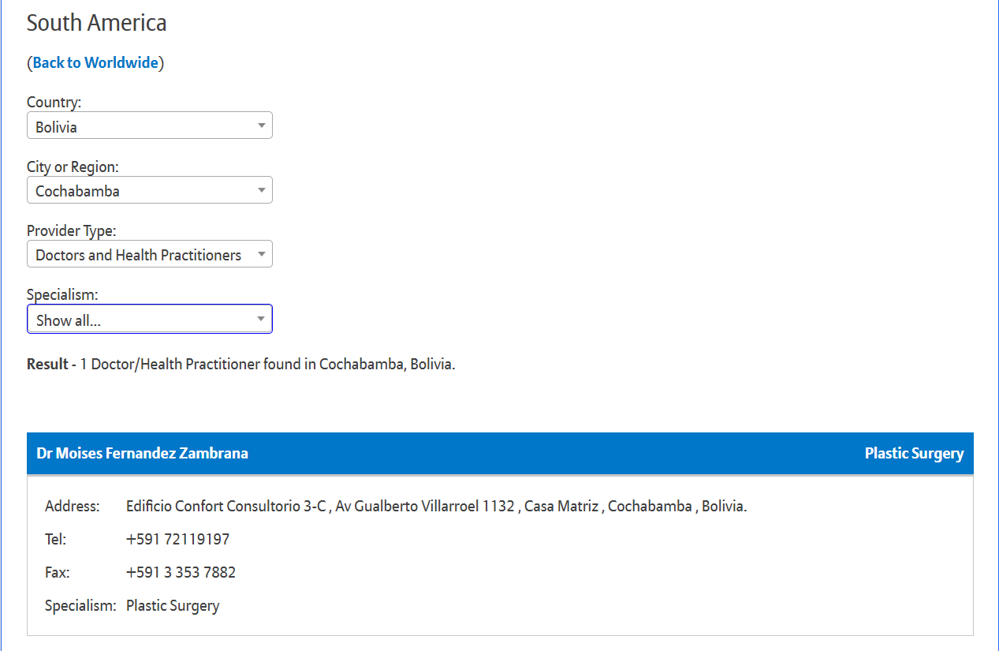 South America
(Back to Worldwide)
Country:
Bolivia
City or Region:
Cochabamba
Provider Type:
Doctors and Health Practitioners
Specialism:
Show all...
Result - 1 Doctor/Health Practitioner found in Cochabamba, Bolivia.
Dr Moises Fernandez Zambrana Plastic Surgery
Address: Edificio Confort Consultorio 3-C , Av Gualberto Villarroel 1132 , Casa Matriz , Cochabamba , Bolivia.
Tel: +591 72119197
Fax: +591 3 353 7882
Specialism: Plastic Surgery